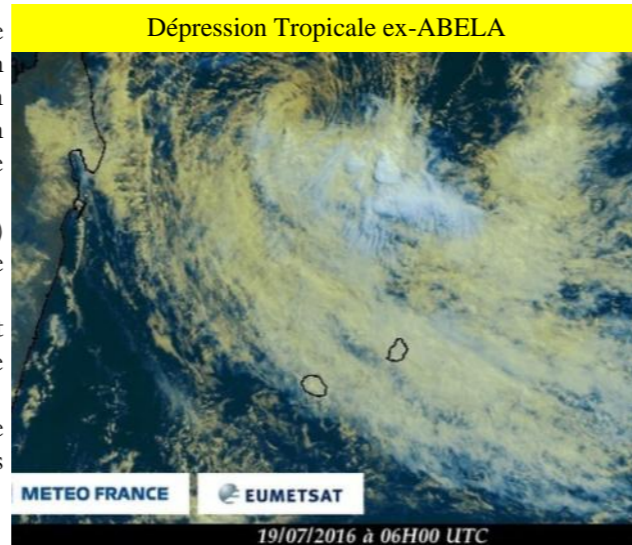 Dépression Tropicale ex-ABELA
METEO FRANCE
EUMETSAT
19/07/2016 à 06H00 UTC